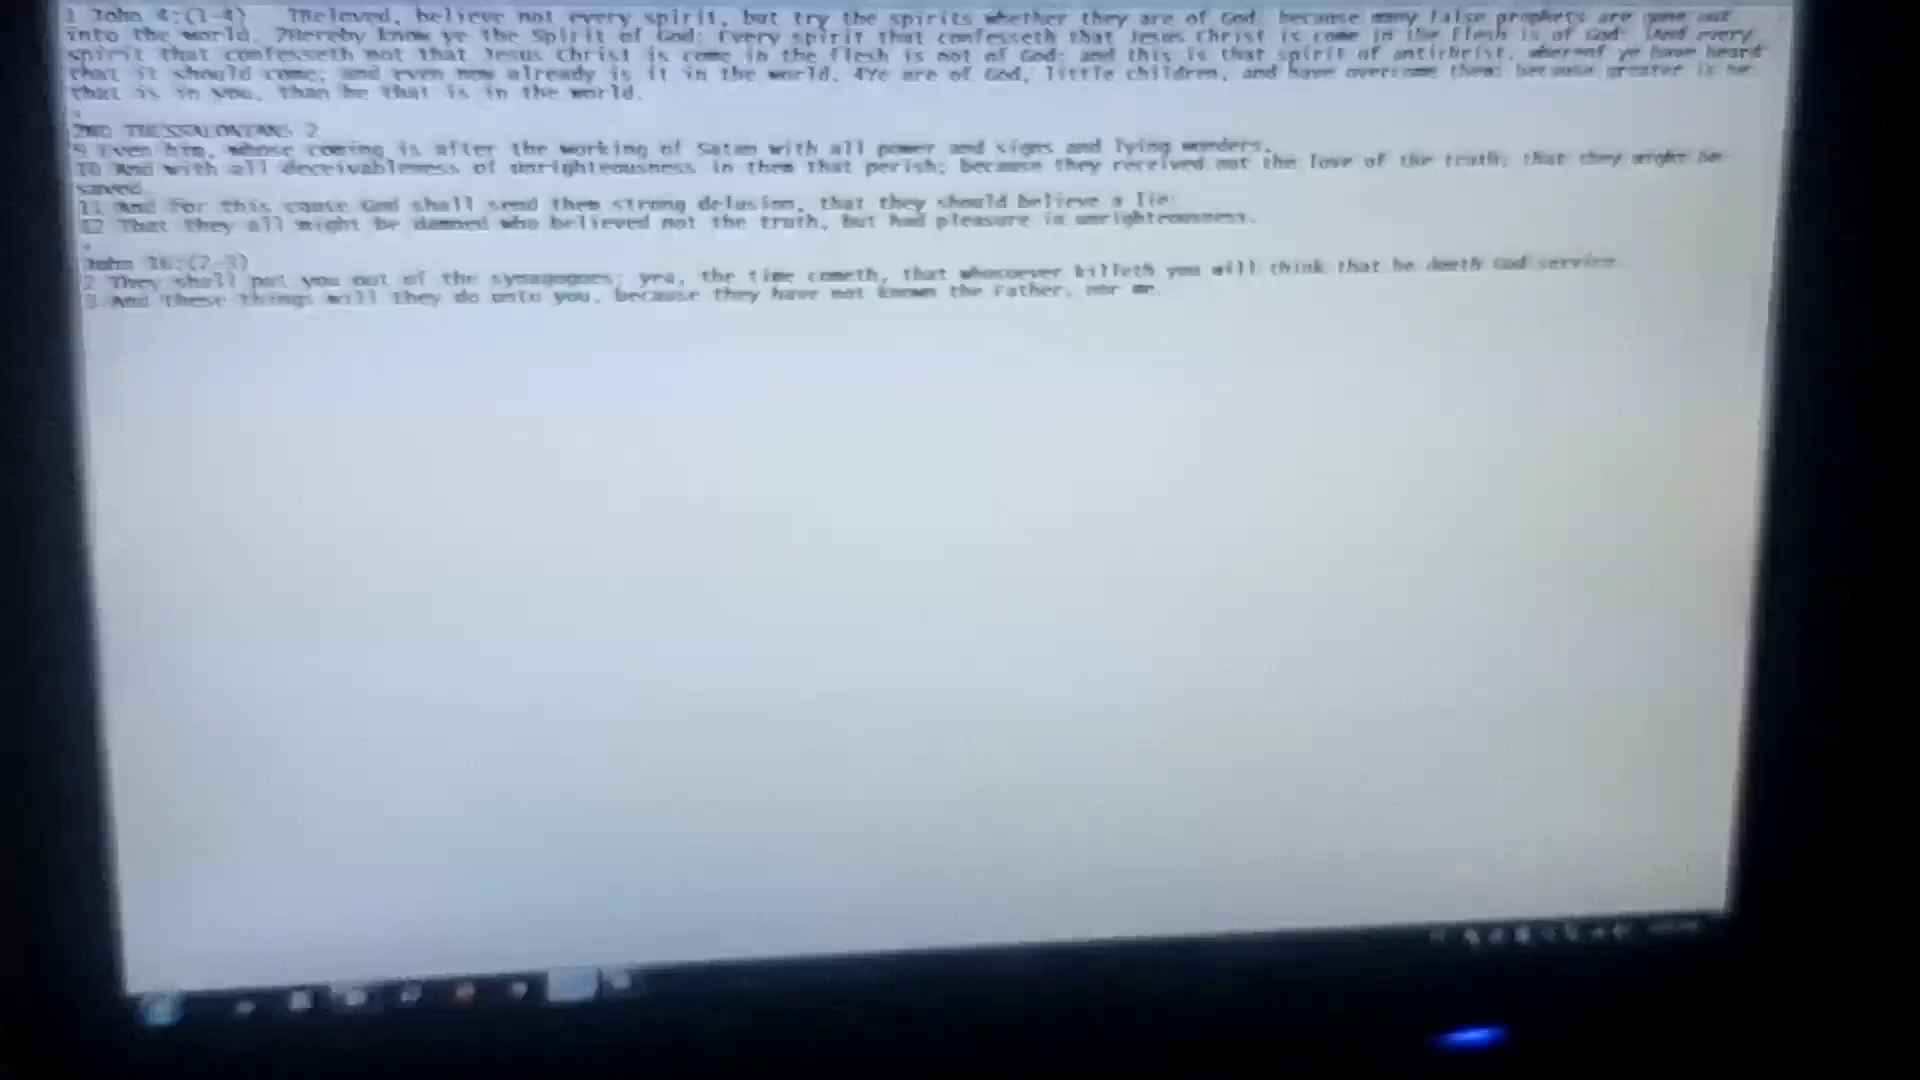 1 John 4:(1-4) 1Beloved, believe not every spirit, but try the spirits whether they are of God: because many false prophets are gone out
into the world. 2Hereby know ye the Spirit of God: Every spirit that confesseth that Jesus Christ is come in the flesh is of God: 3And every
spirit that confesseth not that Jesus Christ is come in the flesh is not of God: and this is that spirit of antichrist, whereof ye have heard
that it should come; and even now already is it in the world. 4Ye are of God, little children, and have overcome them: because greater is he
that is in you, than he that is in the world.
2ND THESSALONIANS 2
9 Even him, whose coming is after the working of Satan with all power and signs and lying wonders,
10 And with all deceivableness of unrighteousness in them that perish; because they received not the love of the truth, that they might be
saved.
11 And for this cause God shall send them strong delusion, that they should believe a lie:
12 That they all might be damned who believed not the truth, but had pleasure in unrighteousness.
John 16:(2-3)
2 They shall put you out of the synagogues: yea, the time cometh, that whosoever killeth you will think that he doeth God service.
3 And these things will they do unto you, because they have not known the Father, nor me.